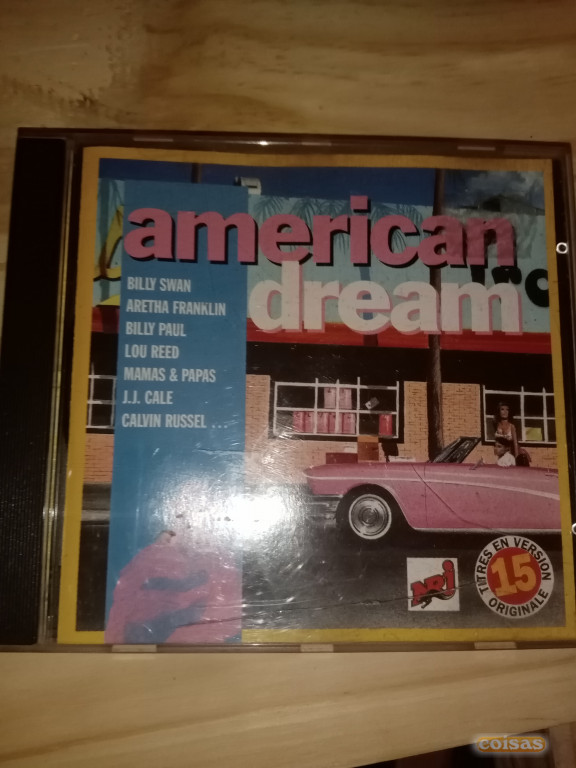 american
dream
BILLY SWAN
ARETHA FRANKLIN
BILLY PAUL
LOU REED
MAMAS & PAPAS
J.J. CALE
CALVIN RUSSEL ...
NRJ
TITRES EN VERSION
15
ORIGINALE
coisas